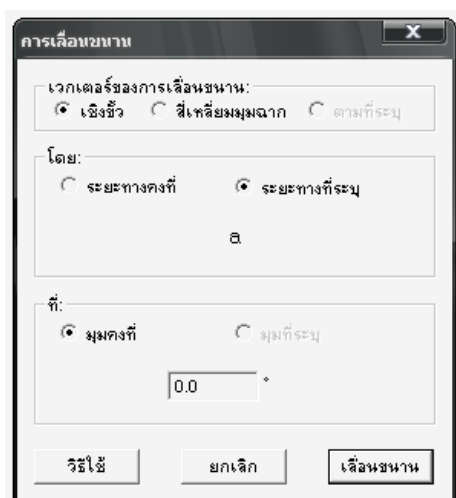 การเลื่อนขนาน
X
เวกเตอร์ของการเลื่อนขนาน:
เชิงขั้ว สี่เหลี่ยมมุมฉาก ตามที่ระบุ
โดย:
ระยะทางคงที่ ระยะทางที่ระบุ
a
ที่:
มุมคงที่ มุมที่ระบุ
0.0 °
วิธีใช้ ยกเลิก เลื่อนขนาน